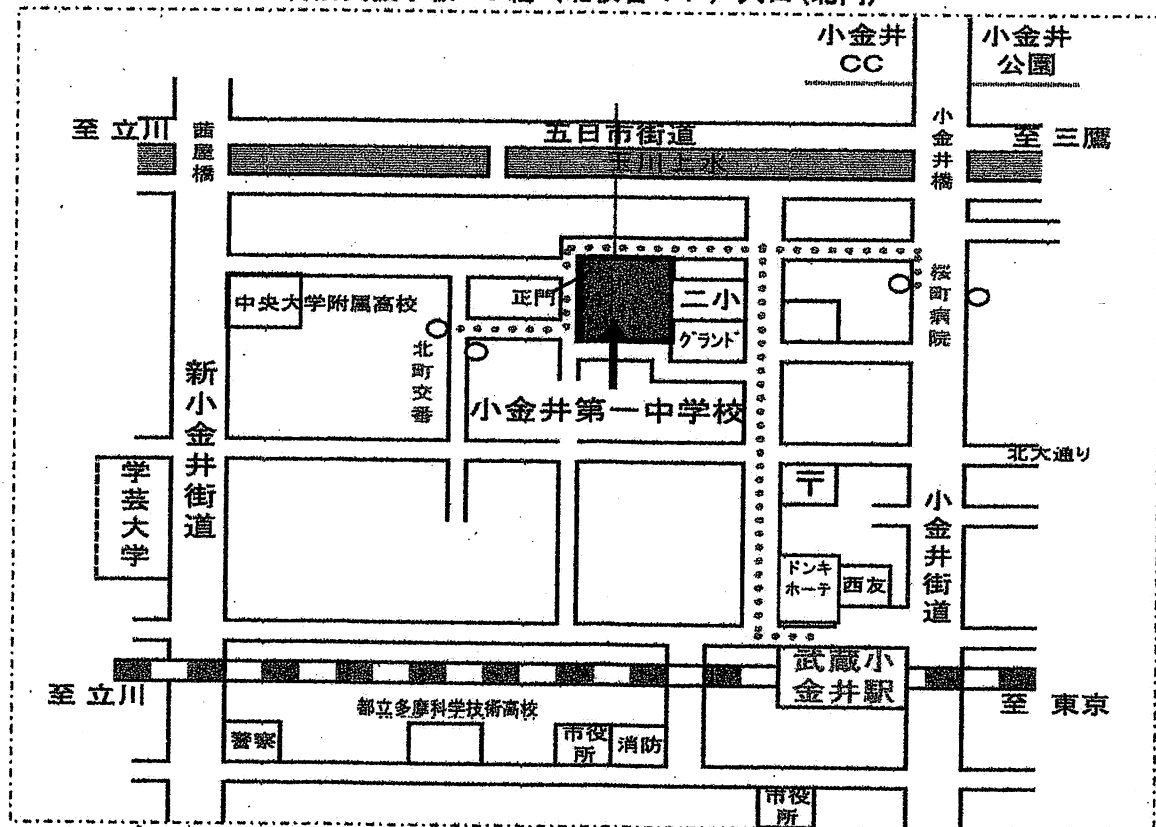 小金井
CC
小金井
公園
至 立川
茜屋橋
五日市街道
小金井橋
至 三鷹
玉川上水
中央大学附属高校
正門
二小
グランド
桜町病院
北町交番
小金井第一中学校
新小金井街道
北大通り
学芸大学
〒
小金井街道
ドンキ
ホーテ
西友
武蔵小
金井駅
至 立川
至 東京
都立多摩科学技術高校
警察
市役
所
消防
市役
所